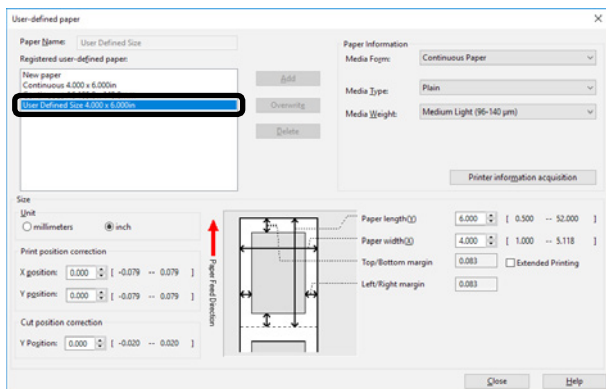 User-defined paper
Paper Name: User Defined Size
Registered user-defined paper:
New paper
Continuous 4.000 x 6.000in
User Defined Size 4.000 x 6.000in
Add
Overwrite
Delete
Paper Information
Media Form: Continuous Paper
Media Type: Plain
Media Weight: Medium Light (96-140 μm)
Printer information acquisition
Size
Unit
millimeters inch
Print position correction
X position: 0.000 [ -0.079 -- 0.079 ]
Y position: 0.000 [ -0.079 -- 0.079 ]
Cut position correction
Y Position: 0.000 [ -0.020 -- 0.020 ]
Paper Feed Direction
Paper length(Y) 6.000 [ 0.500 -- 52.000 ]
Paper width(X) 4.000 [ 1.000 -- 5.118 ]
Top/Bottom margin 0.083 Extended Printing
Left/Right margin 0.083
Close Help